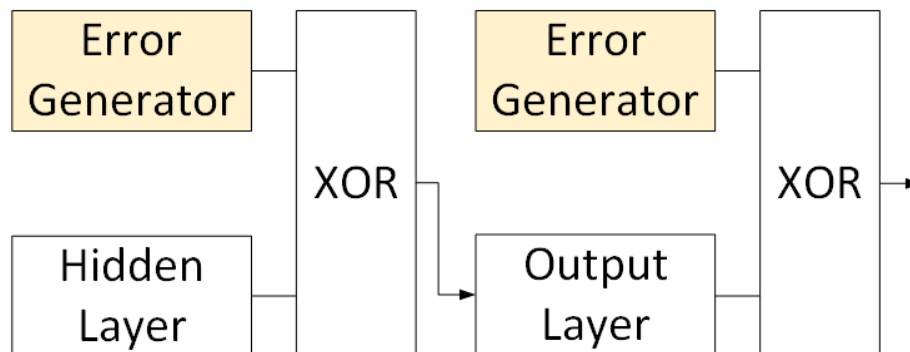 Error
Generator
XOR
Hidden
Layer
Error
Generator
XOR
Output
Layer